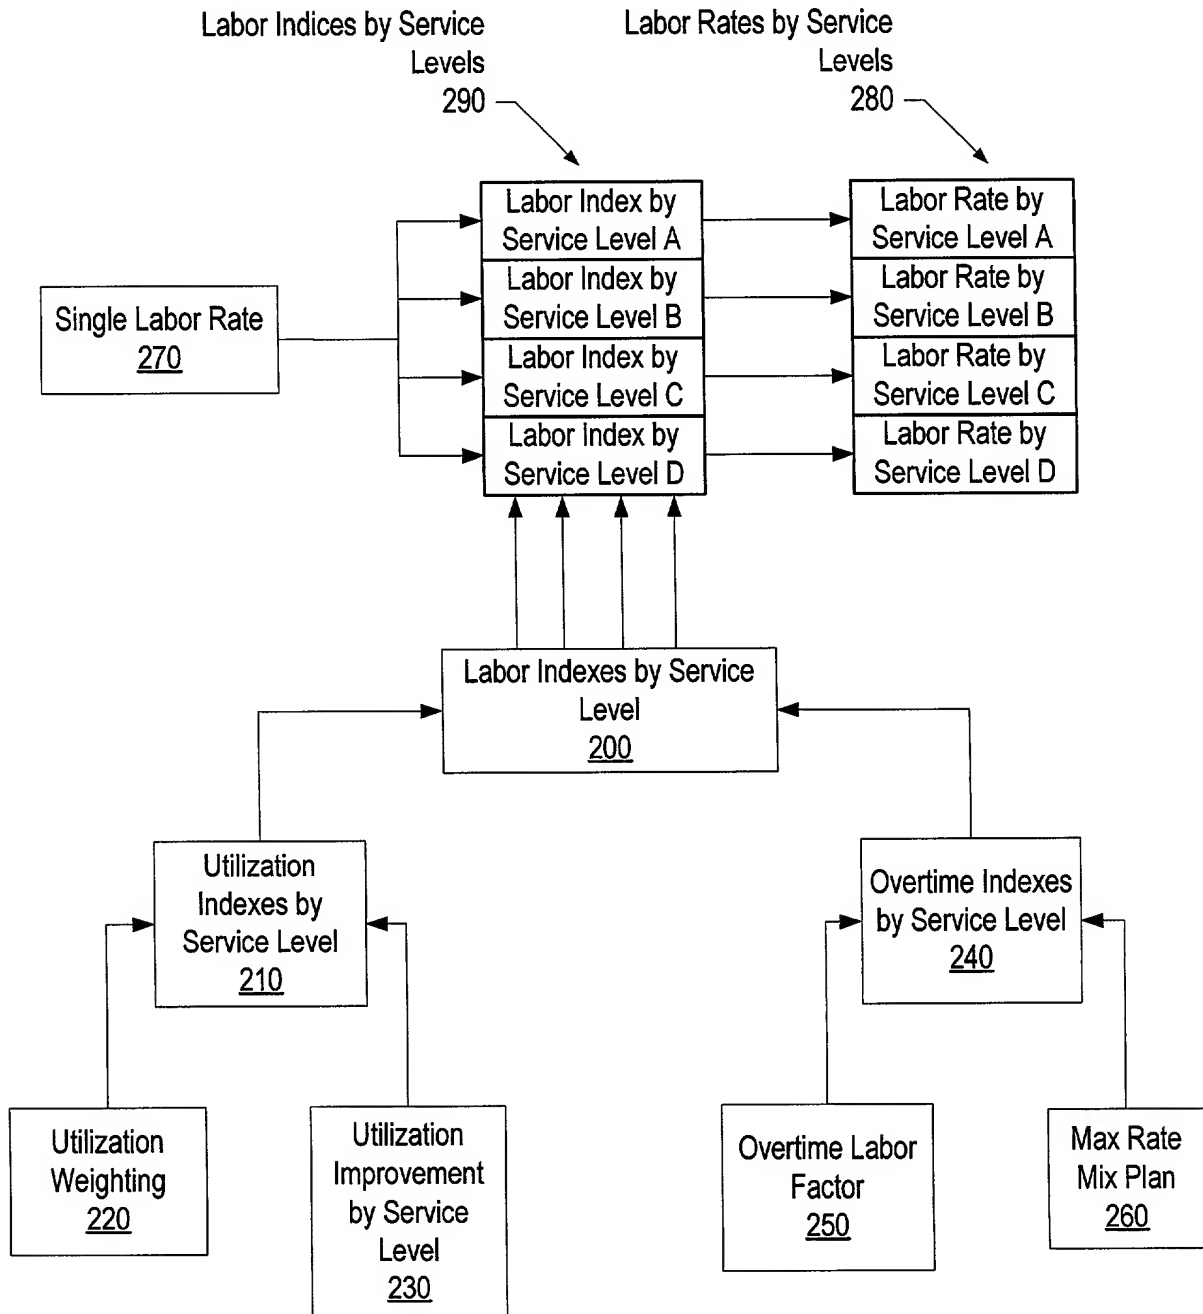 Labor Indices by Service
Levels
290
Labor Rates by Service
Levels
280
Labor Index by
Service Level A
Labor Index by
Service Level B
Labor Index by
Service Level C
Labor Index by
Service Level D
Labor Rate by
Service Level A
Labor Rate by
Service Level B
Labor Rate by
Service Level C
Labor Rate by
Service Level D
Single Labor Rate
270
Labor Indexes by Service
Level
200
Utilization
Indexes by
Service Level
210
Overtime Indexes
by Service Level
240
Utilization
Weighting
220
Utilization
Improvement
by Service
Level
230
Overtime Labor
Factor
250
Max Rate
Mix Plan
260